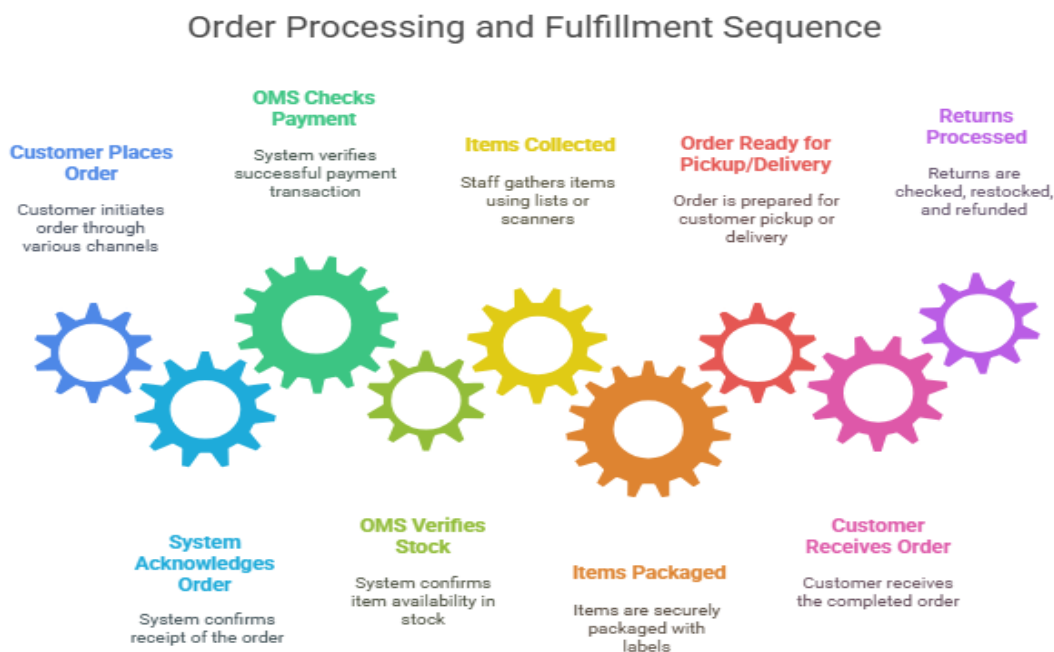 Order Processing and Fulfillment Sequence
Customer Places
Order
Customer initiates
order through
various channels
System
Acknowledges
Order
System confirms
receipt of the order
OMS Checks
Payment
System verifies
successful payment
transaction
OMS Verifies
Stock
System confirms
item availability in
stock
Items Collected
Staff gathers items
using lists or
scanners
Items Packaged
Items are securely
packaged with
labels
Order Ready for
Pickup/Delivery
Order is prepared for
customer pickup or
delivery
Customer
Receives Order
Customer receives
the completed order
Returns
Processed
Returns are
checked, restocked,
and refunded